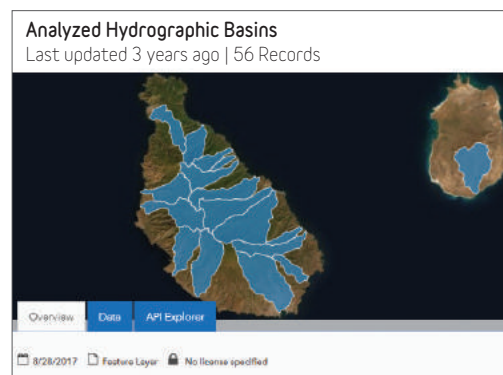 Analyzed Hydrographic Basins
Last updated 3 years ago | 56 Records
Overview Data API Explorer
8/28/2017 Feature Layer No license specified